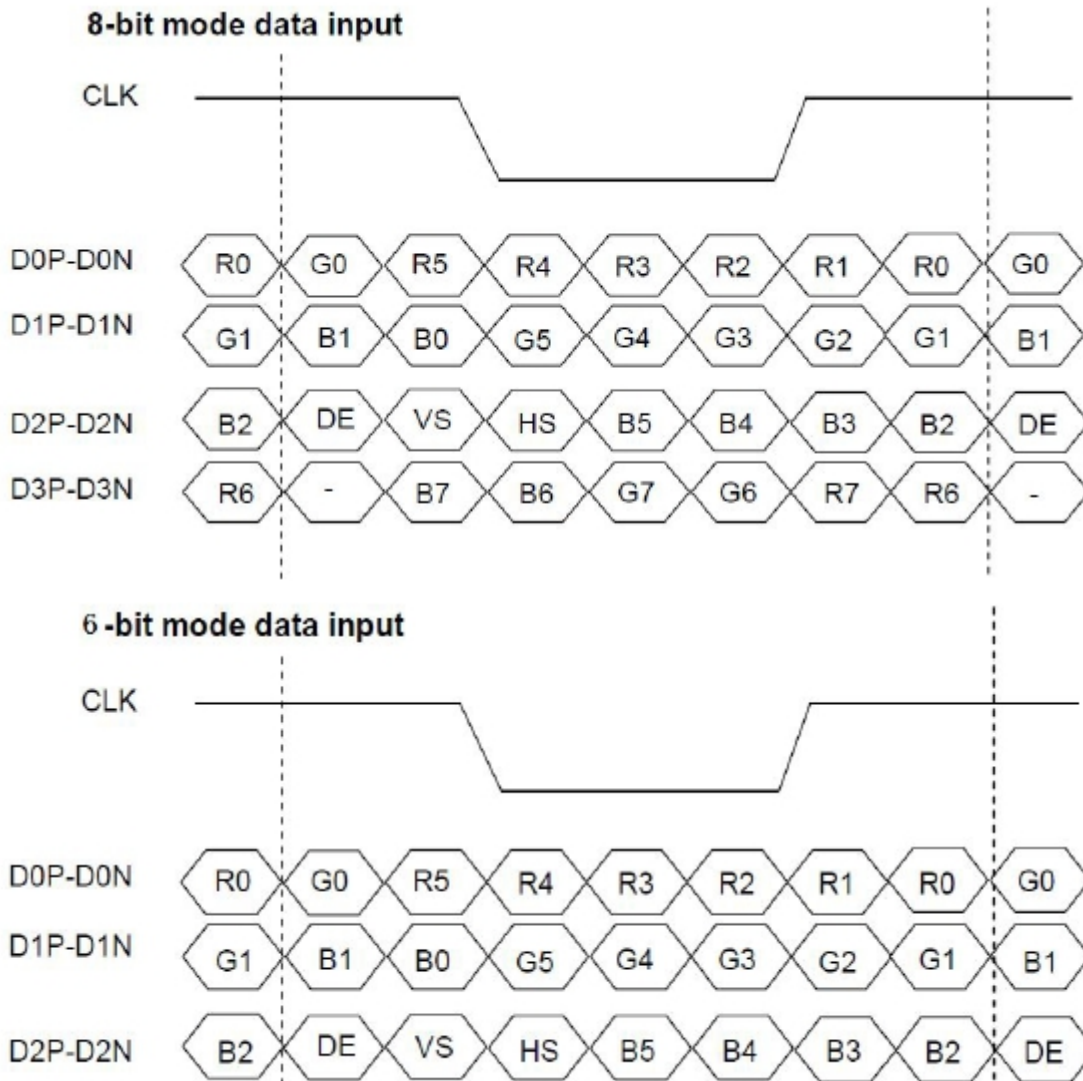 8-bit mode data input
CLK
D0P-D0N R0 G0 R5 R4 R3 R2 R1 R0 G0
D1P-D1N G1 B1 B0 G5 G4 G3 G2 G1 B1
D2P-D2N B2 DE VS HS B5 B4 B3 B2 DE
D3P-D3N R6 - B7 B6 G7 G6 R7 R6 -
6-bit mode data input
CLK
D0P-D0N R0 G0 R5 R4 R3 R2 R1 R0 G0
D1P-D1N G1 B1 B0 G5 G4 G3 G2 G1 B1
D2P-D2N B2 DE VS HS B5 B4 B3 B2 DE